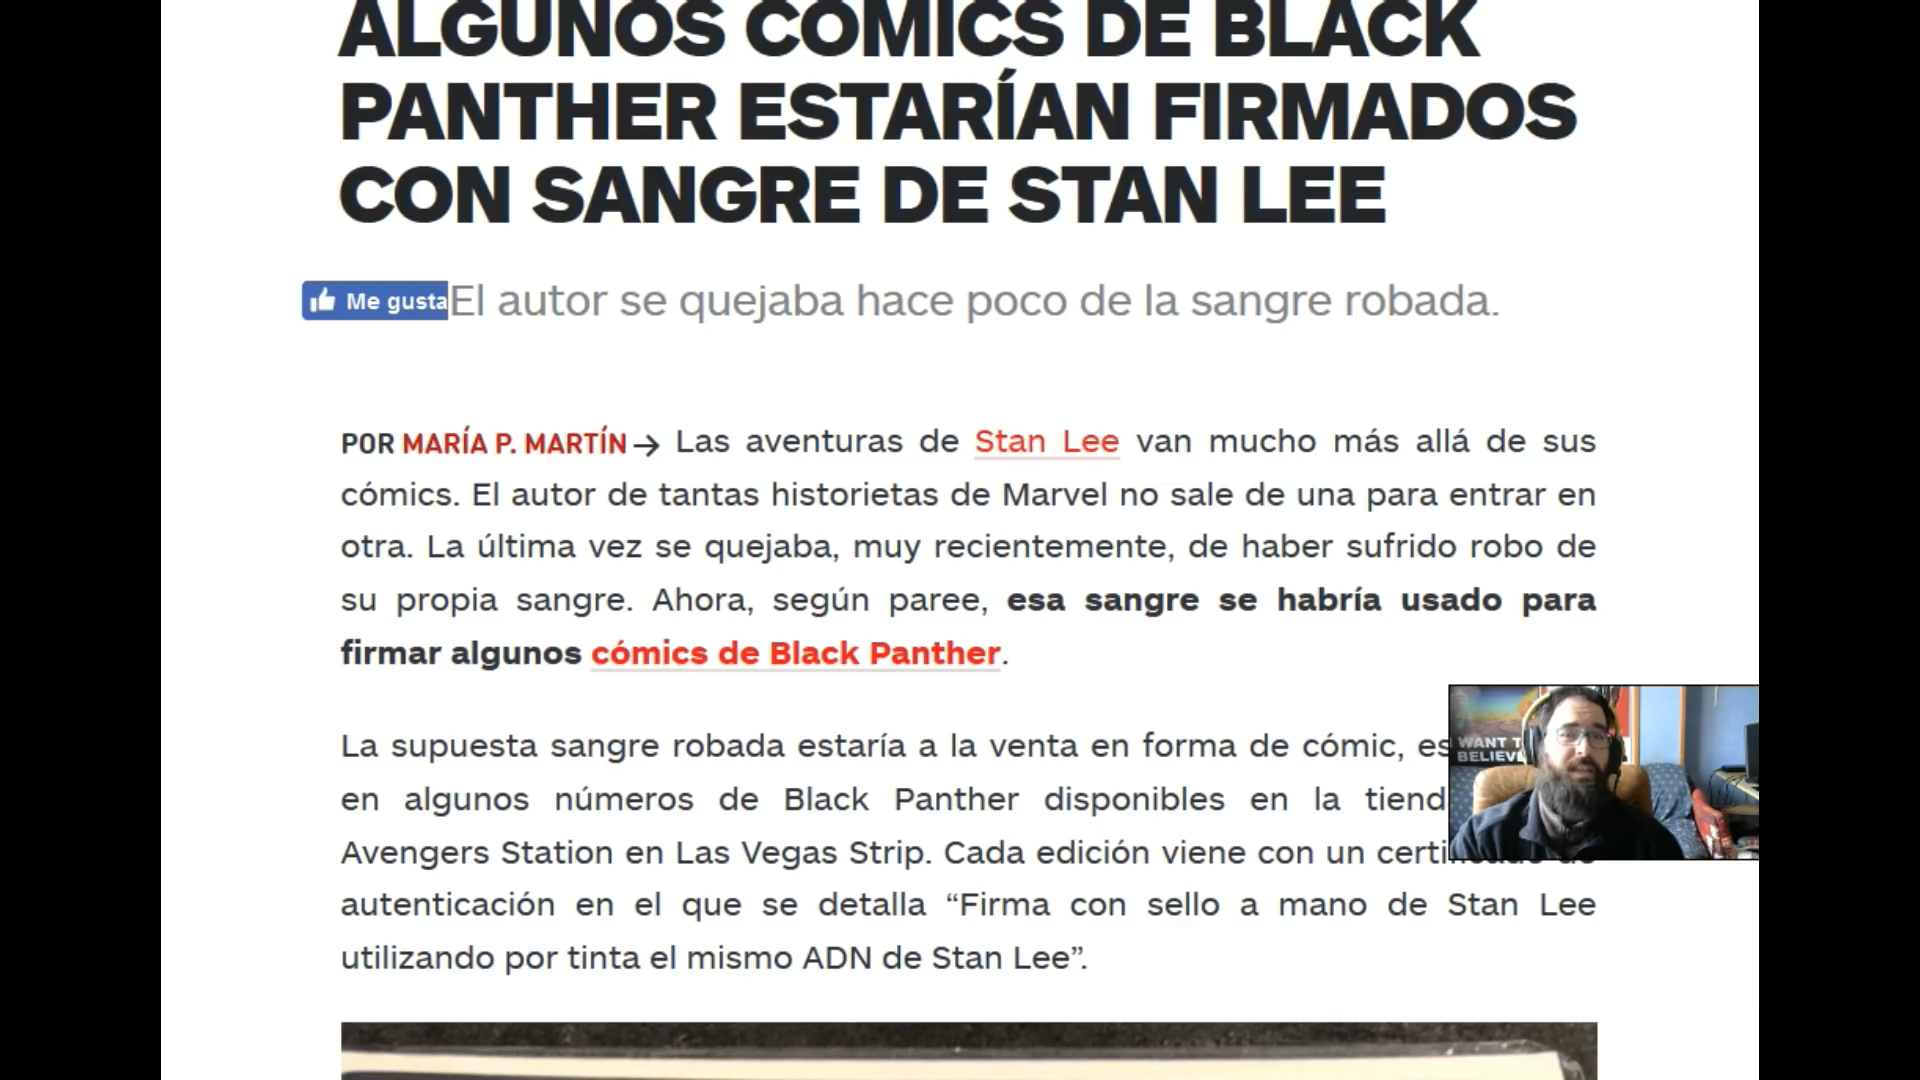 ALGUNOS CÓMICS DE BLACK
PANTHER ESTARÍAN FIRMADOS
CON SANGRE DE STAN LEE
Me gusta
El autor se quejaba hace poco de la sangre robada.
POR MARÍA P. MARTÍN → Las aventuras de Stan Lee van mucho más allá de sus
cómics. El autor de tantas historietas de Marvel no sale de una para entrar en
otra. La última vez se quejaba, muy recientemente, de haber sufrido robo de
su propia sangre. Ahora, según paree, esa sangre se habría usado para
firmar algunos cómics de Black Panther.
La supuesta sangre robada estaría a la venta en forma de cómic,
en algunos números de Black Panther disponibles en la
Avengers Station en Las Vegas Strip. Cada edición viene con un
autenticación en el que se detalla “Firma con sello a mano de Stan Lee
utilizando por tinta el mismo ADN de Stan Lee”.
WANT
BELIEVE